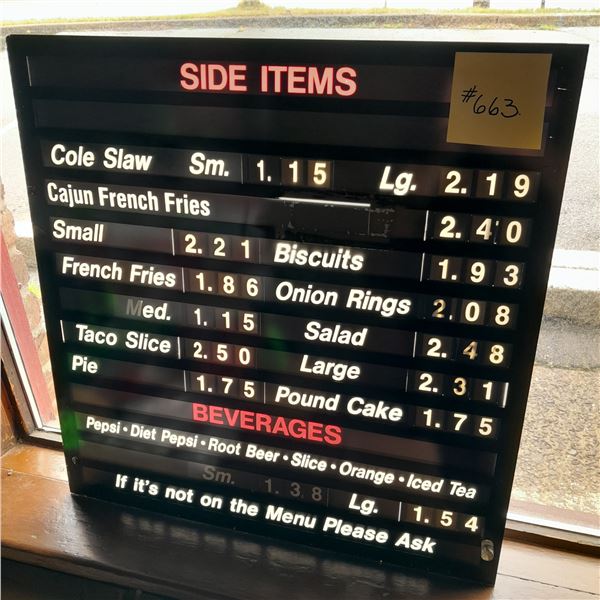 SIDE ITEMS
#663
Cole Slaw Sm. 1.15 Lg. 2.19
Cajun French Fries 2.40
Small 2.21 Biscuits 1.93
French Fries 1.86 Onion Rings 2.08
Med. 1.15 Salad 2.48
Taco Slice 2.50 Large 2.31
Pie 1.75 Pound Cake 1.75
BEVERAGES
Pepsi • Diet Pepsi • Root Beer • Slice • Orange • Iced Tea
Sm. 1.38 Lg. 1.54
If it's not on the Menu Please Ask